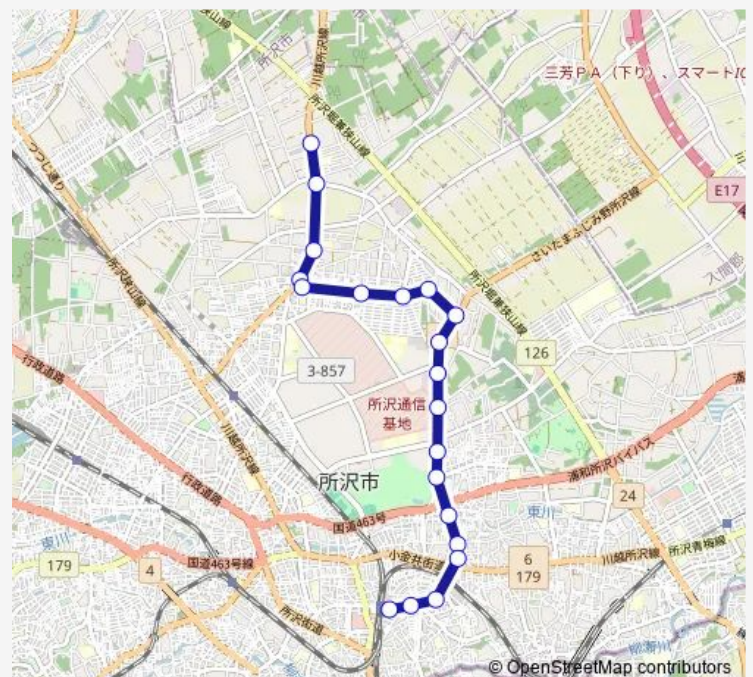 川越所沢線
所沢市
所沢堀兼狭山線
三芳PA(下り)、スマートIC
つつじ通り
E17
さいたまふじみ野所沢線
入間郡
所沢狭山線
所沢堀兼狭山線
126
3-857
行政道路
所沢通信
基地
川越所沢線
浦和所沢バイパス
所沢市
24
行政道路
国道463号
東川
東川
小金井街道
6
179
川越所沢線
所沢青梅線
179
4
国道463号線
所沢街道
柳瀬川
© OpenStreetMap contributors